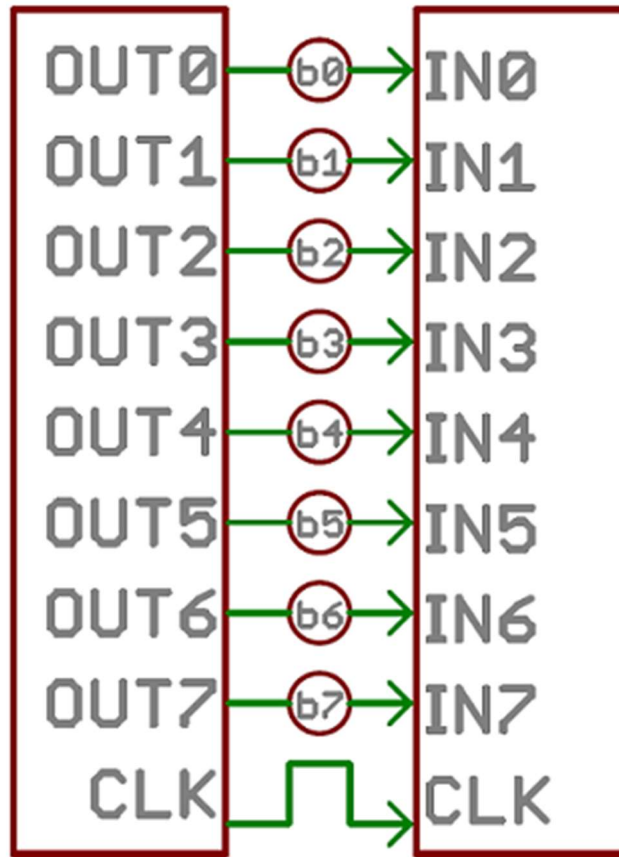 OUT0 b0 IN0
OUT1 b1 IN1
OUT2 b2 IN2
OUT3 b3 IN3
OUT4 b4 IN4
OUT5 b5 IN5
OUT6 b6 IN6
OUT7 b7 IN7
CLK CLK